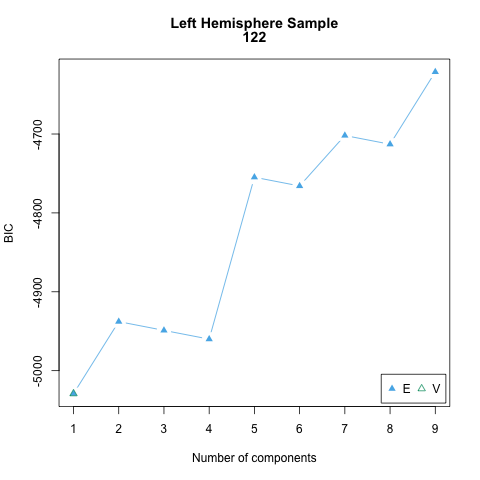 Left Hemisphere Sample
122
BIC
-4700
-4800
-4900
-5000
E V
1 2 3 4 5 6 7 8 9
Number of components